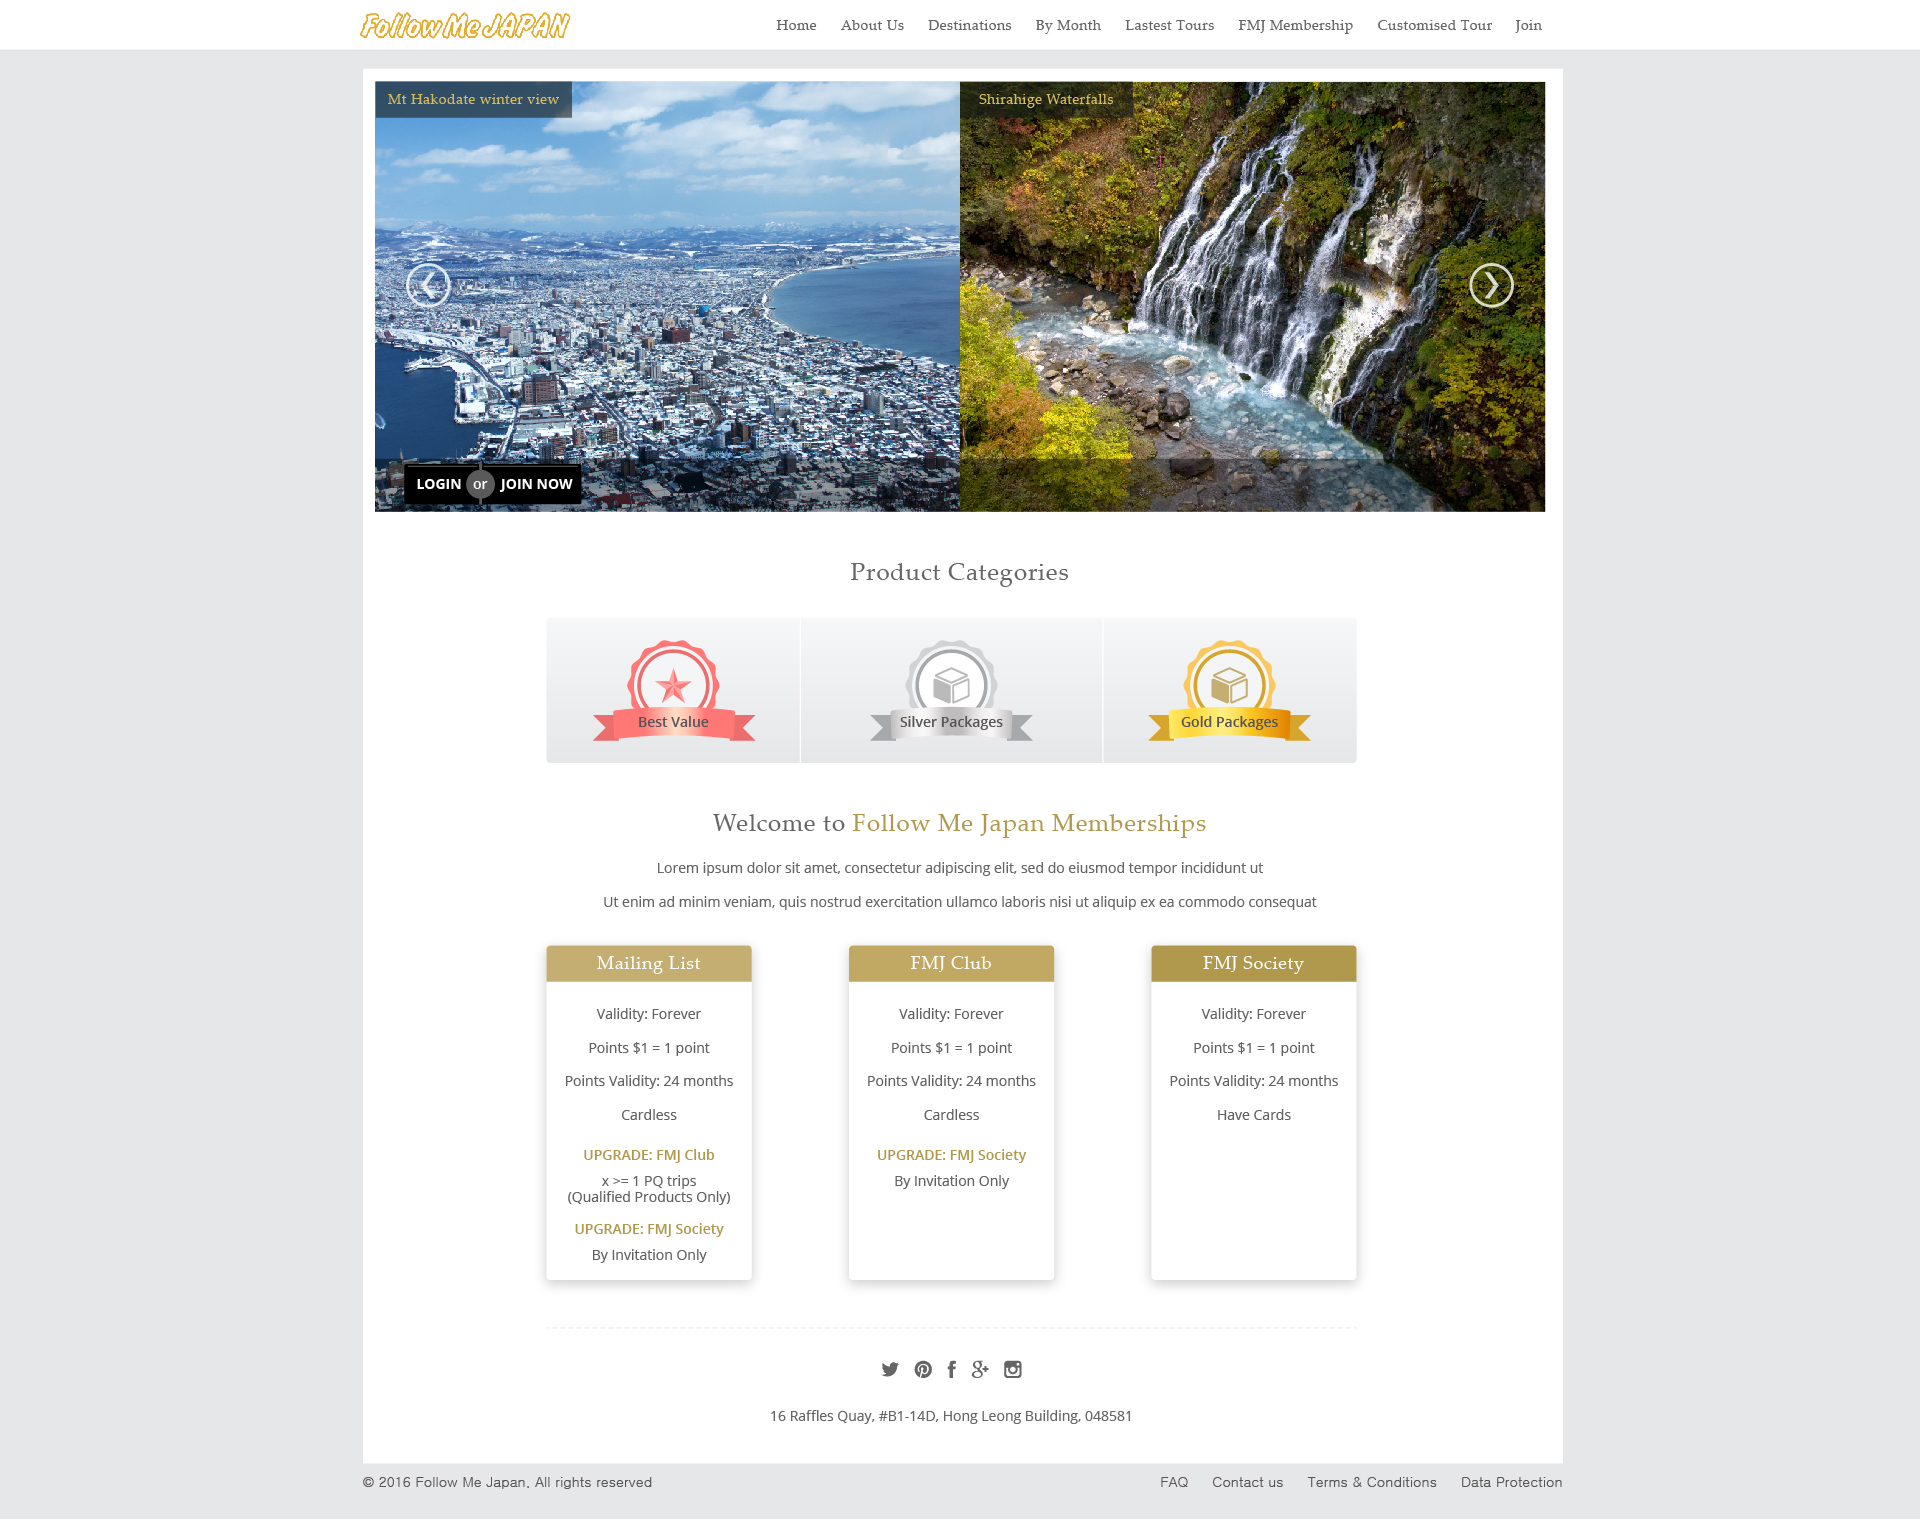 Follow Me JAPAN
Home About Us Destinations By Month Lastest Tours FMJ Membership Customised Tour Join
Mt Hakodate winter view
Shirahige Waterfalls
LOGIN or JOIN NOW
Product Categories
Best Value
Silver Packages
Gold Packages
Welcome to Follow Me Japan Memberships
Lorem ipsum dolor sit amet, consectetur adipiscing elit, sed do eiusmod tempor incididunt ut
Ut enim ad minim veniam, quis nostrud exercitation ullamco laboris nisi ut aliquip ex ea commodo consequat
Mailing List
Validity: Forever
Points $1 = 1 point
Points Validity: 24 months
Cardless
UPGRADE: FMJ Club
x >= 1 PQ trips
(Qualified Products Only)
UPGRADE: FMJ Society
By Invitation Only
FMJ Club
Validity: Forever
Points $1 = 1 point
Points Validity: 24 months
Cardless
UPGRADE: FMJ Society
By Invitation Only
FMJ Society
Validity: Forever
Points $1 = 1 point
Points Validity: 24 months
Have Cards
16 Raffles Quay, #B1-14D, Hong Leong Building, 048581
© 2016 Follow Me Japan, All rights reserved
FAQ Contact us Terms & Conditions Data Protection